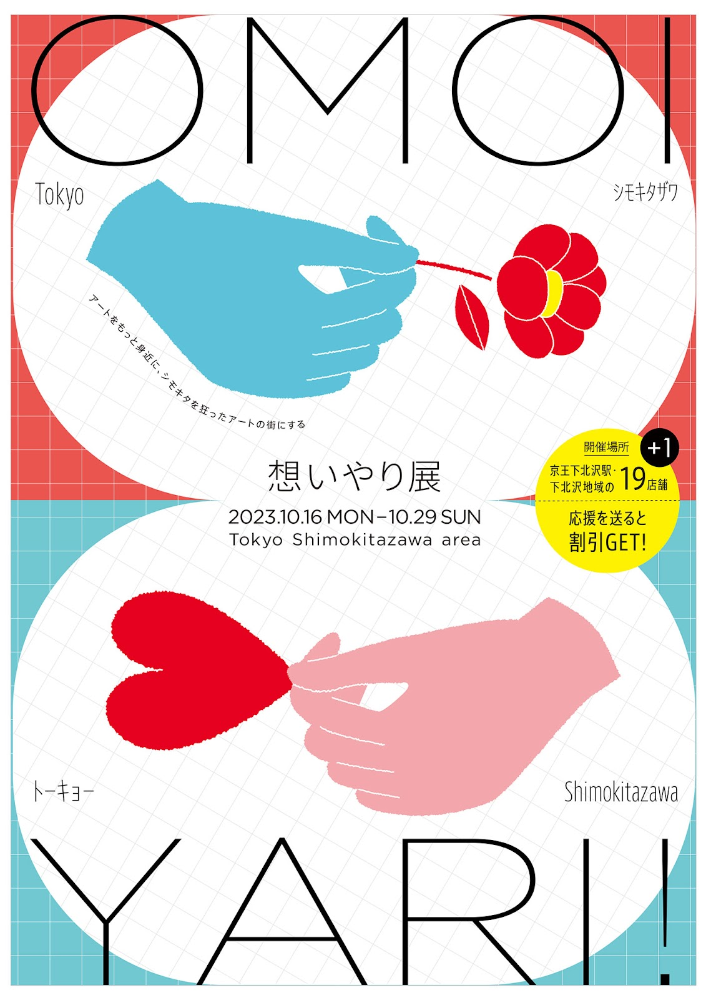 OMOI
Tokyo
シモキタザワ
アートをもっと身近に、シモキタを狂ったアートの街にする
想いやり展
2023.10.16 MON–10.29 SUN
Tokyo Shimokitazawa area
開催場所
+1
京王下北沢駅・
下北沢地域の 19店舗
応援を送ると
割引GET!
トーキョー
Shimokitazawa
YARI!